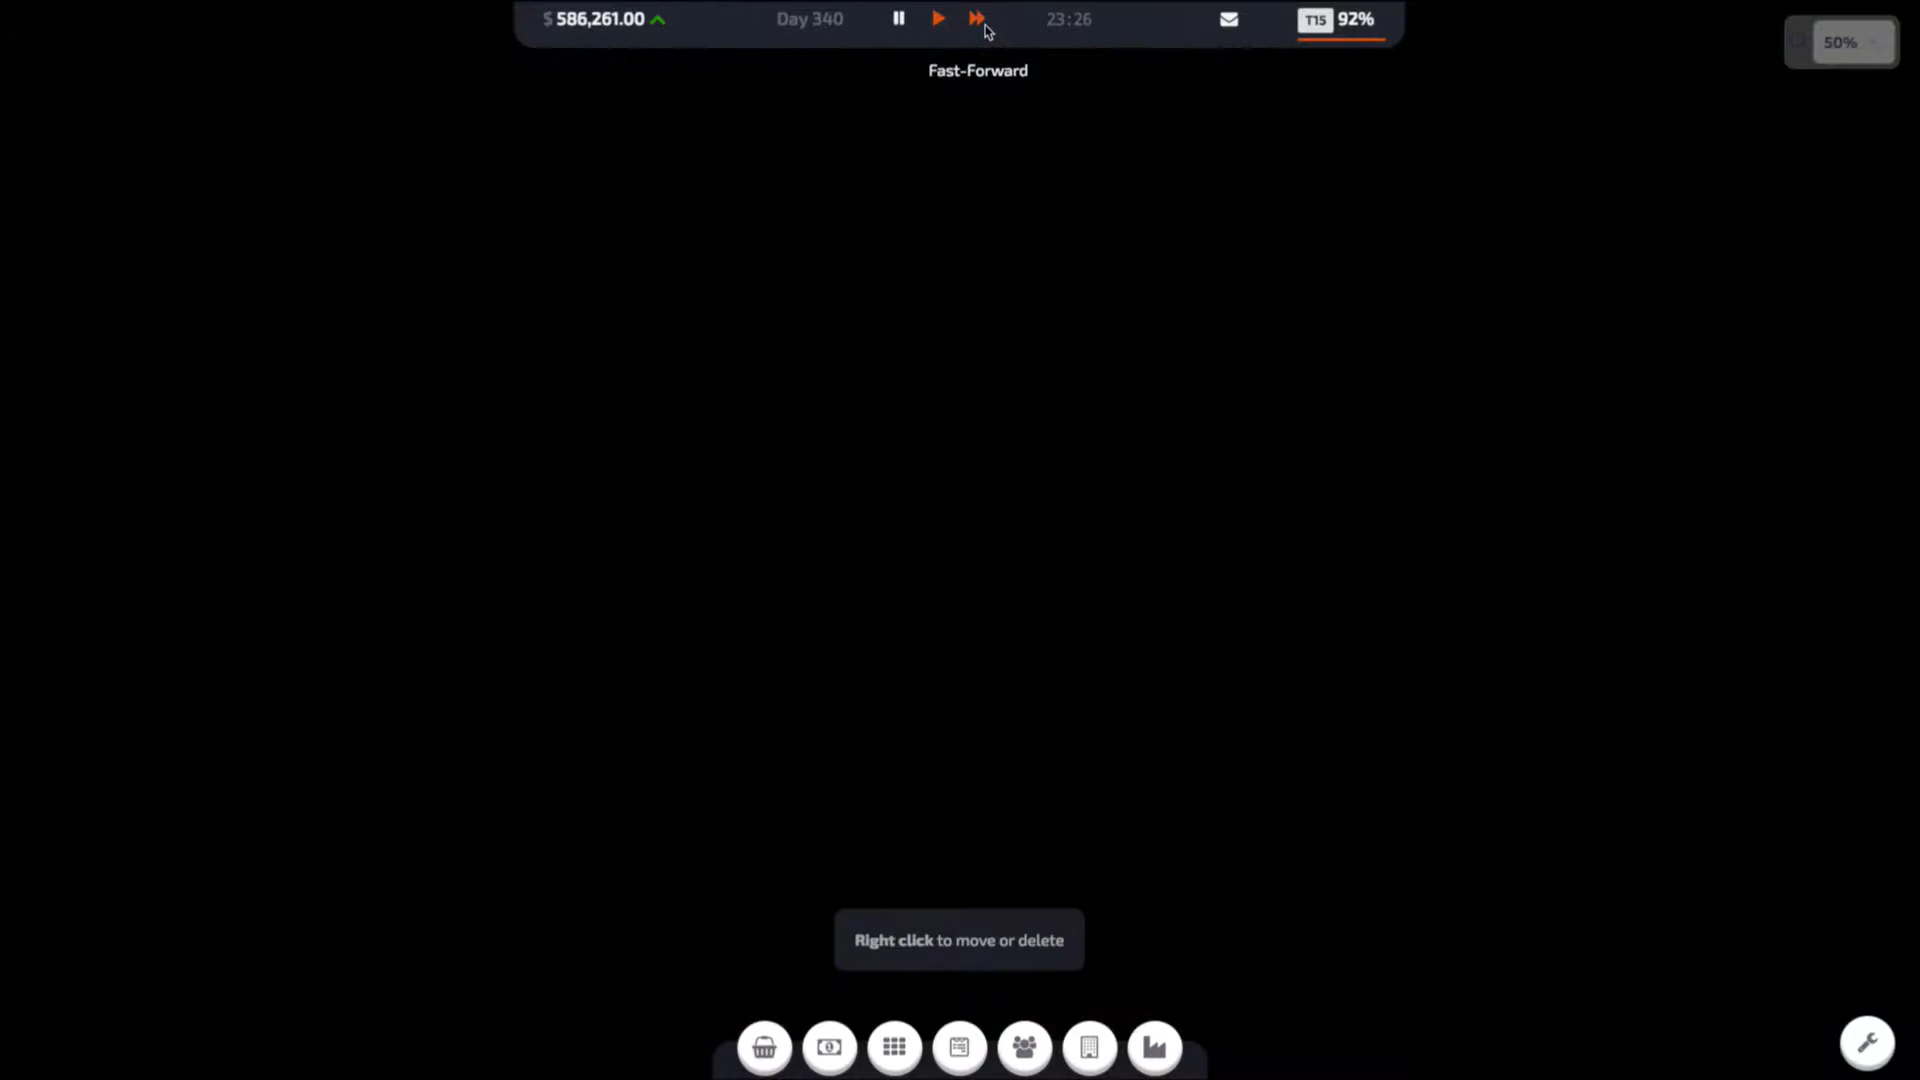 $ 586,261.00
Day 340
23:26
T15 92%
50%
Fast-Forward
Right click to move or delete